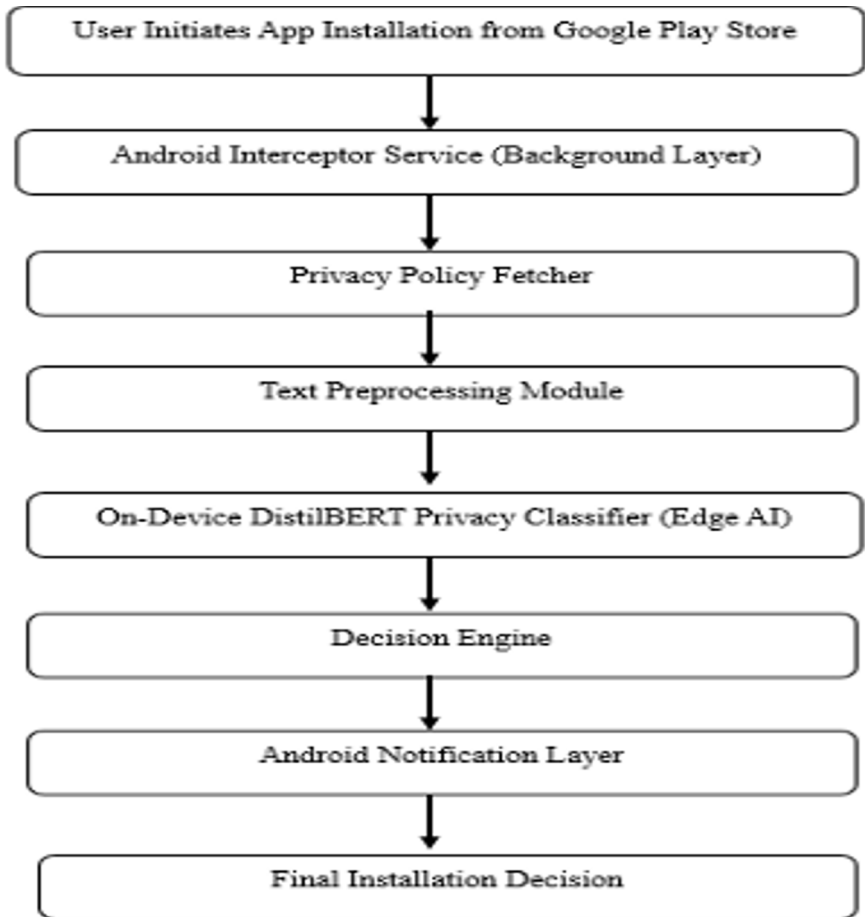 User Initiates App Installation from Google Play Store
Android Interceptor Service (Background Layer)
Privacy Policy Fetcher
Text Preprocessing Module
On-Device DistilBERT Privacy Classifier (Edge AI)
Decision Engine
Android Notification Layer
Final Installation Decision